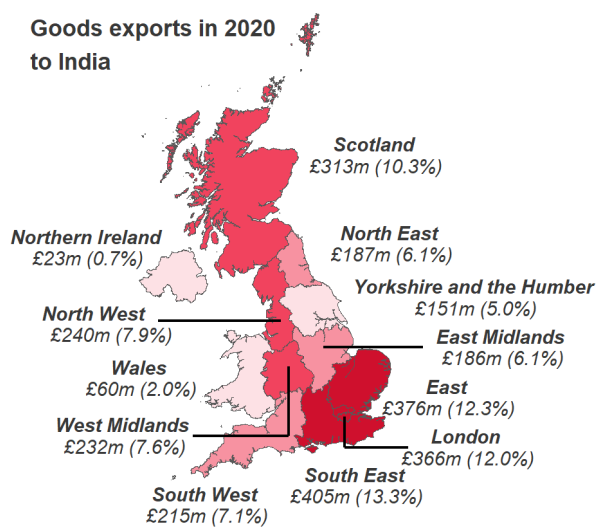 Goods exports in 2020
to India
Scotland
£313m (10.3%)
Northern Ireland
£23m (0.7%)
North East
£187m (6.1%)
Yorkshire and the Humber
£151m (5.0%)
North West
£240m (7.9%)
East Midlands
£186m (6.1%)
Wales
£60m (2.0%)
East
£376m (12.3%)
West Midlands
£232m (7.6%)
London
£366m (12.0%)
South East
£405m (13.3%)
South West
£215m (7.1%)